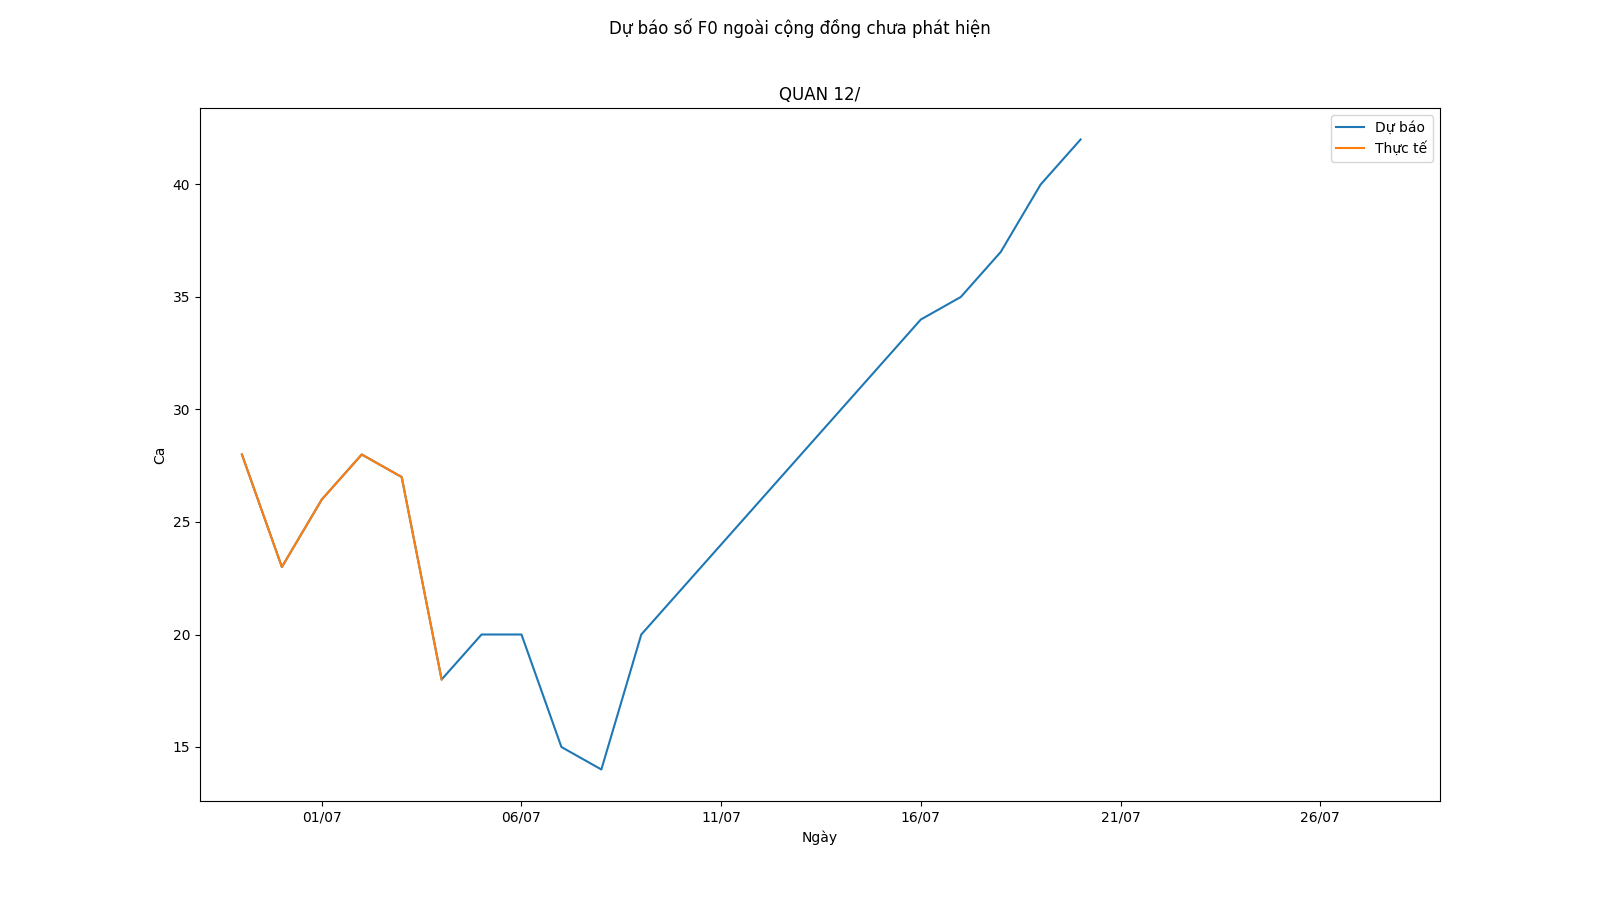 Dự báo số F0 ngoài cộng đồng chưa phát hiện
QUAN 12/
Dự báo
Thực tế
40
35
30
25
20
15
Ca
01/07
06/07
11/07
16/07
21/07
26/07
Ngày